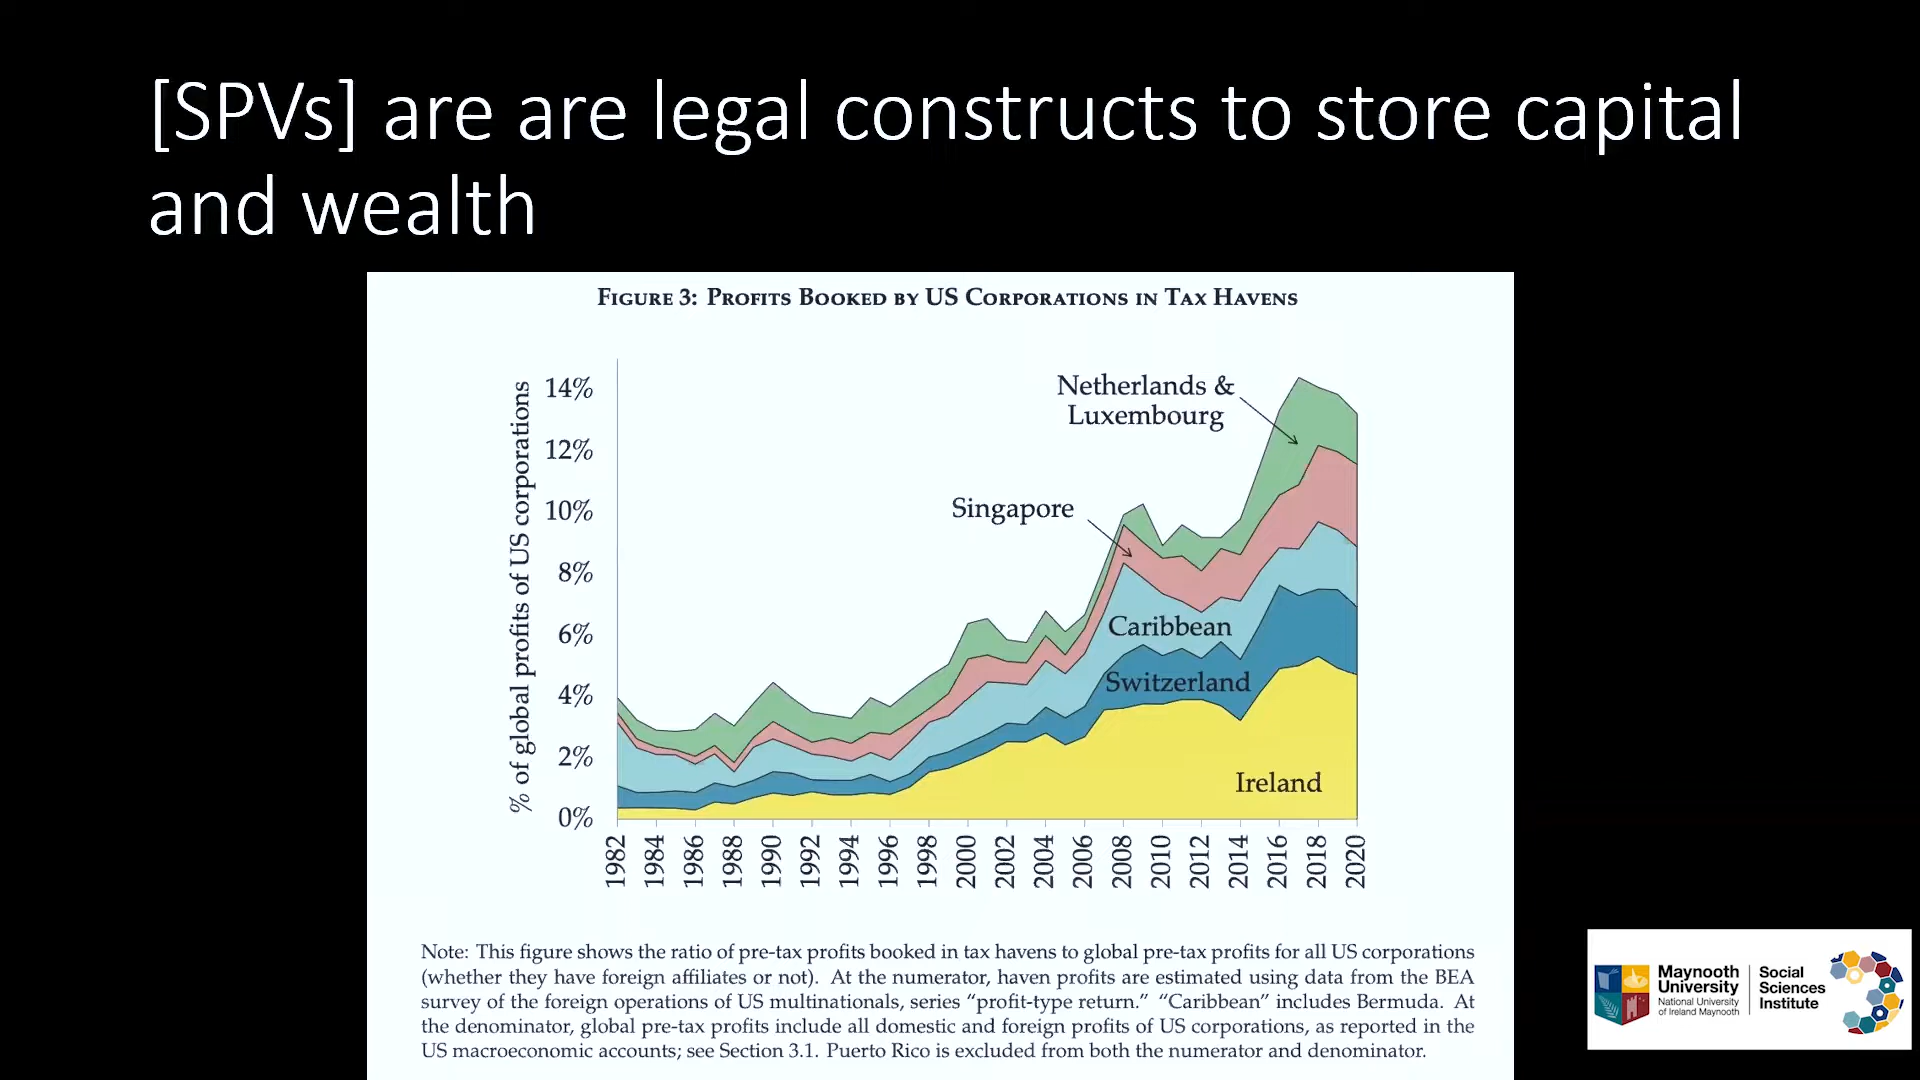 [SPVs] are are legal constructs to store capital
and wealth
Figure 3: Profits Booked by US Corporations in Tax Havens
% of global profits of US corporations
14%
12%
10%
8%
6%
4%
2%
0%
Netherlands &
Luxembourg
Singapore
Caribbean
Switzerland
Ireland
1982
1984
1986
1988
1990
1992
1994
1996
1998
2000
2002
2004
2006
2008
2010
2012
2014
2016
2018
2020
Note: This figure shows the ratio of pre-tax profits booked in tax havens to global pre-tax profits for all US corporations
(whether they have foreign affiliates or not). At the numerator, haven profits are estimated using data from the BEA
survey of the foreign operations of US multinationals, series “profit-type return.” “Caribbean” includes Bermuda. At
the denominator, global pre-tax profits include all domestic and foreign profits of US corporations, as reported in the
US macroeconomic accounts; see Section 3.1. Puerto Rico is excluded from both the numerator and denominator.
Maynooth
University
National University
of Ireland Maynooth
Social
Sciences
Institute